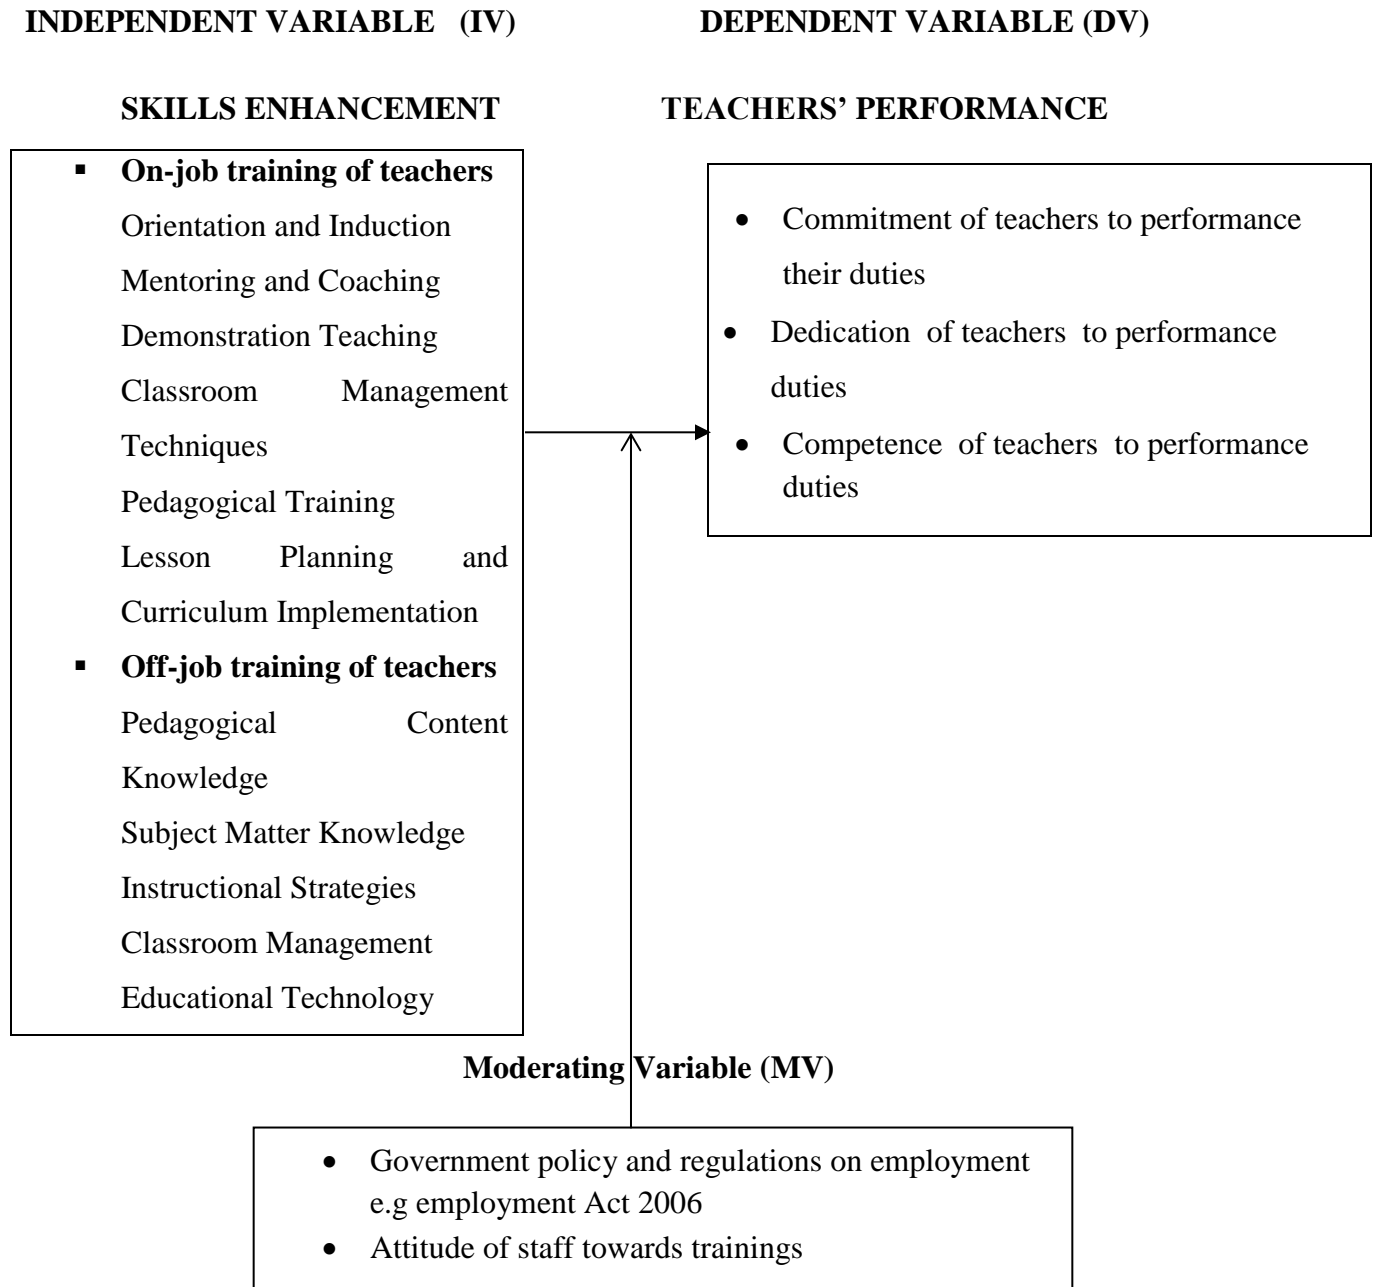 INDEPENDENT VARIABLE (IV)
DEPENDENT VARIABLE (DV)
SKILLS ENHANCEMENT
TEACHERS’ PERFORMANCE
▪ On-job training of teachers
Orientation and Induction
Mentoring and Coaching
Demonstration Teaching
Classroom Management
Techniques
Pedagogical Training
Lesson Planning and
Curriculum Implementation
▪ Off-job training of teachers
Pedagogical Content
Knowledge
Subject Matter Knowledge
Instructional Strategies
Classroom Management
Educational Technology
• Commitment of teachers to performance
their duties
• Dedication of teachers to performance
duties
• Competence of teachers to performance
duties
Moderating Variable (MV)
• Government policy and regulations on employment
e.g employment Act 2006
• Attitude of staff towards trainings